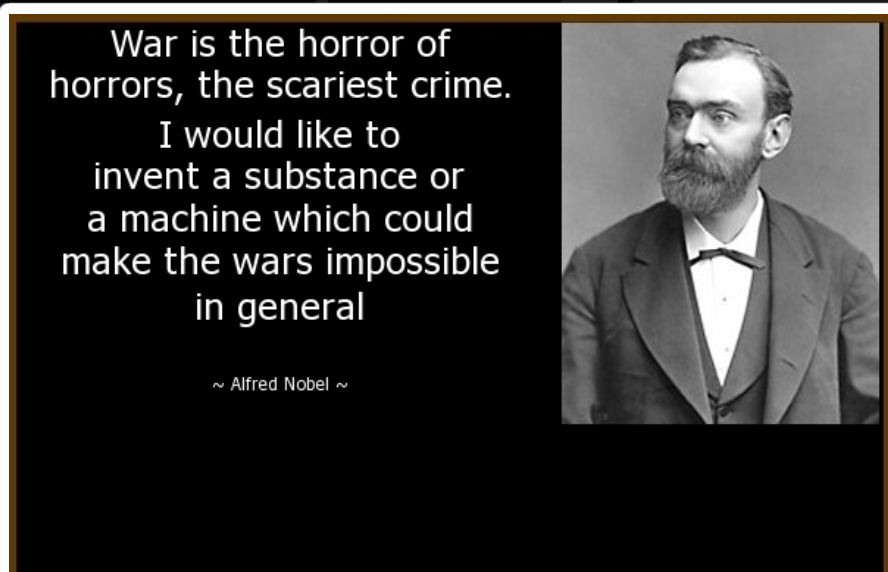 War is the horror of
horrors, the scariest crime.
I would like to
invent a substance or
a machine which could
make the wars impossible
in general
~ Alfred Nobel ~